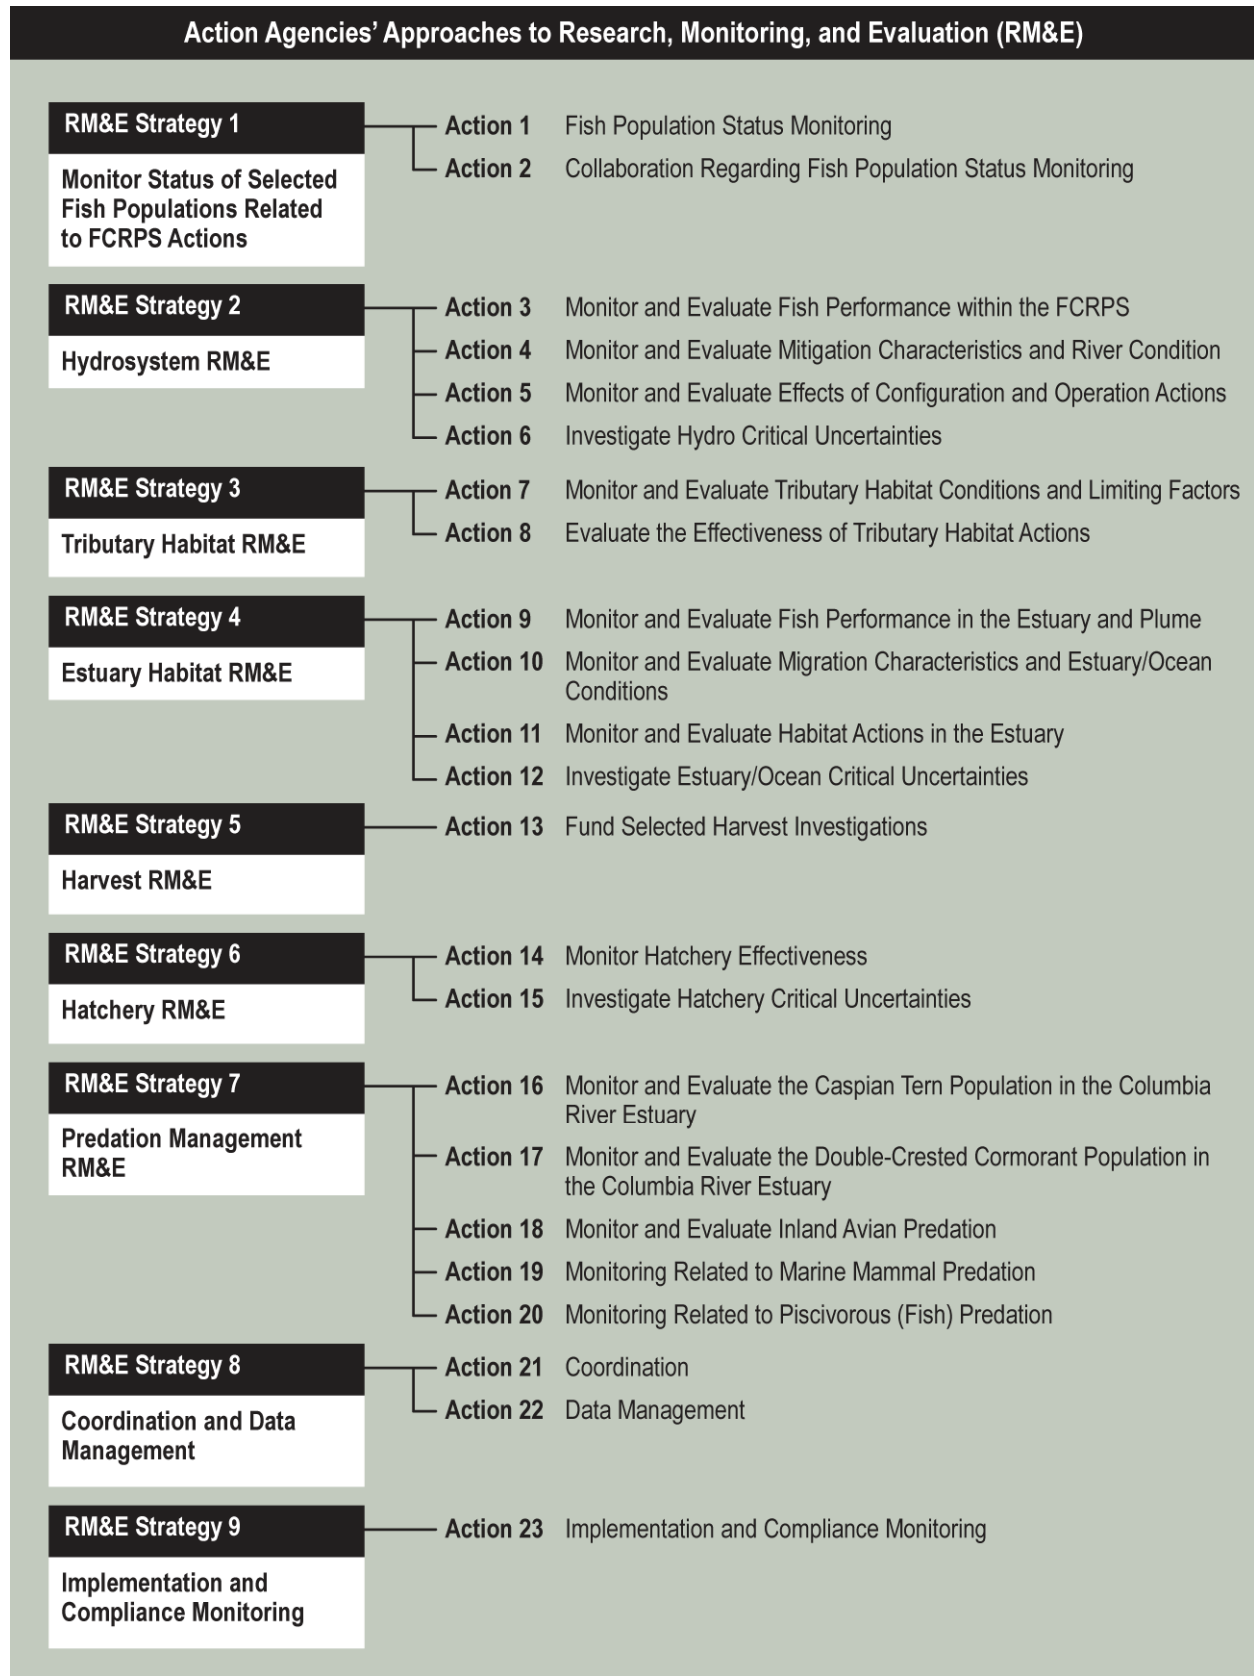 Action Agencies' Approaches to Research, Monitoring, and Evaluation (RM&E)
RM&E Strategy 1
Monitor Status of Selected
Fish Populations Related
to FCRPS Actions
Action 1 Fish Population Status Monitoring
Action 2 Collaboration Regarding Fish Population Status Monitoring
RM&E Strategy 2
Hydrosystem RM&E
Action 3 Monitor and Evaluate Fish Performance within the FCRPS
Action 4 Monitor and Evaluate Mitigation Characteristics and River Condition
Action 5 Monitor and Evaluate Effects of Configuration and Operation Actions
Action 6 Investigate Hydro Critical Uncertainties
RM&E Strategy 3
Tributary Habitat RM&E
Action 7 Monitor and Evaluate Tributary Habitat Conditions and Limiting Factors
Action 8 Evaluate the Effectiveness of Tributary Habitat Actions
RM&E Strategy 4
Estuary Habitat RM&E
Action 9 Monitor and Evaluate Fish Performance in the Estuary and Plume
Action 10 Monitor and Evaluate Migration Characteristics and Estuary/Ocean
Conditions
Action 11 Monitor and Evaluate Habitat Actions in the Estuary
Action 12 Investigate Estuary/Ocean Critical Uncertainties
RM&E Strategy 5
Harvest RM&E
Action 13 Fund Selected Harvest Investigations
RM&E Strategy 6
Hatchery RM&E
Action 14 Monitor Hatchery Effectiveness
Action 15 Investigate Hatchery Critical Uncertainties
RM&E Strategy 7
Predation Management
RM&E
Action 16 Monitor and Evaluate the Caspian Tern Population in the Columbia
River Estuary
Action 17 Monitor and Evaluate the Double-Crested Cormorant Population in
the Columbia River Estuary
Action 18 Monitor and Evaluate Inland Avian Predation
Action 19 Monitoring Related to Marine Mammal Predation
Action 20 Monitoring Related to Piscivorous (Fish) Predation
RM&E Strategy 8
Coordination and Data
Management
Action 21 Coordination
Action 22 Data Management
RM&E Strategy 9
Implementation and
Compliance Monitoring
Action 23 Implementation and Compliance Monitoring